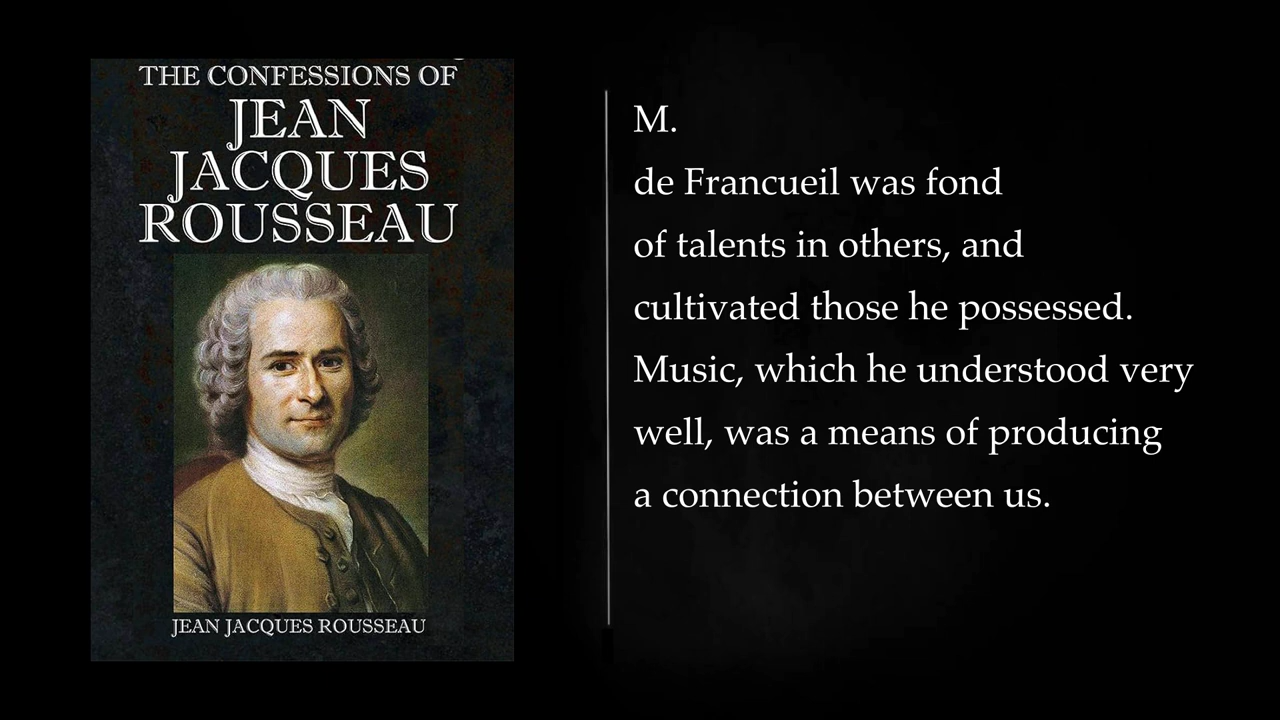 THE CONFESSIONS OF
JEAN
JACQUES
ROUSSEAU
JEAN JACQUES ROUSSEAU
M.
de Francueil was fond
of talents in others, and
cultivated those he possessed.
Music, which he understood very
well, was a means of producing
a connection between us.